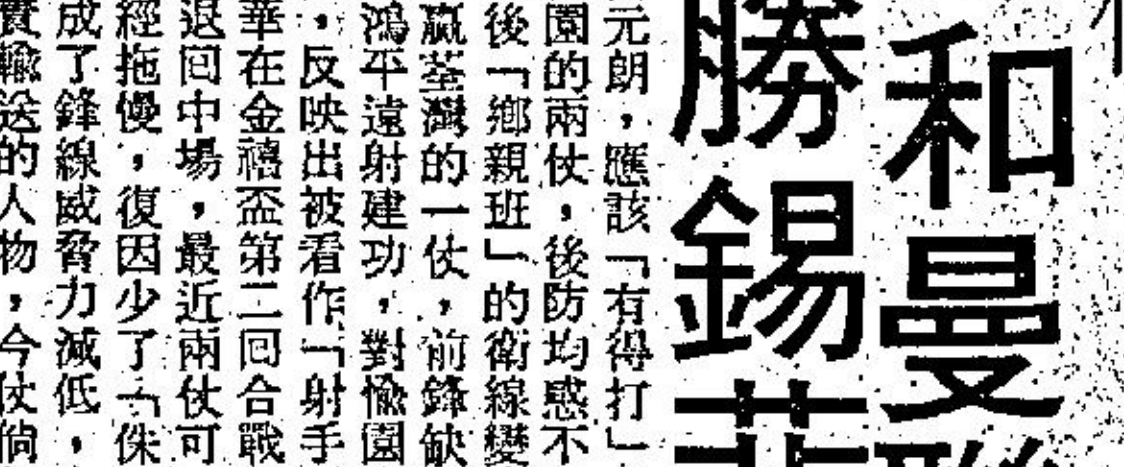 和曼聯
勝錫菲
元朗，應該「有得打」
園的兩仗，後防均感不
後「鄉親班」的衛線變
贏荃灣的一仗，前鋒缺
鴻平遠射建功，對愉園
，反映出被看作「射手
華在金禧盃第二回合戰
退回中場，最近兩仗可
經拖慢，復因少了「侏
成了鋒線威脅力減低，
責輸送的人物，今仗倘